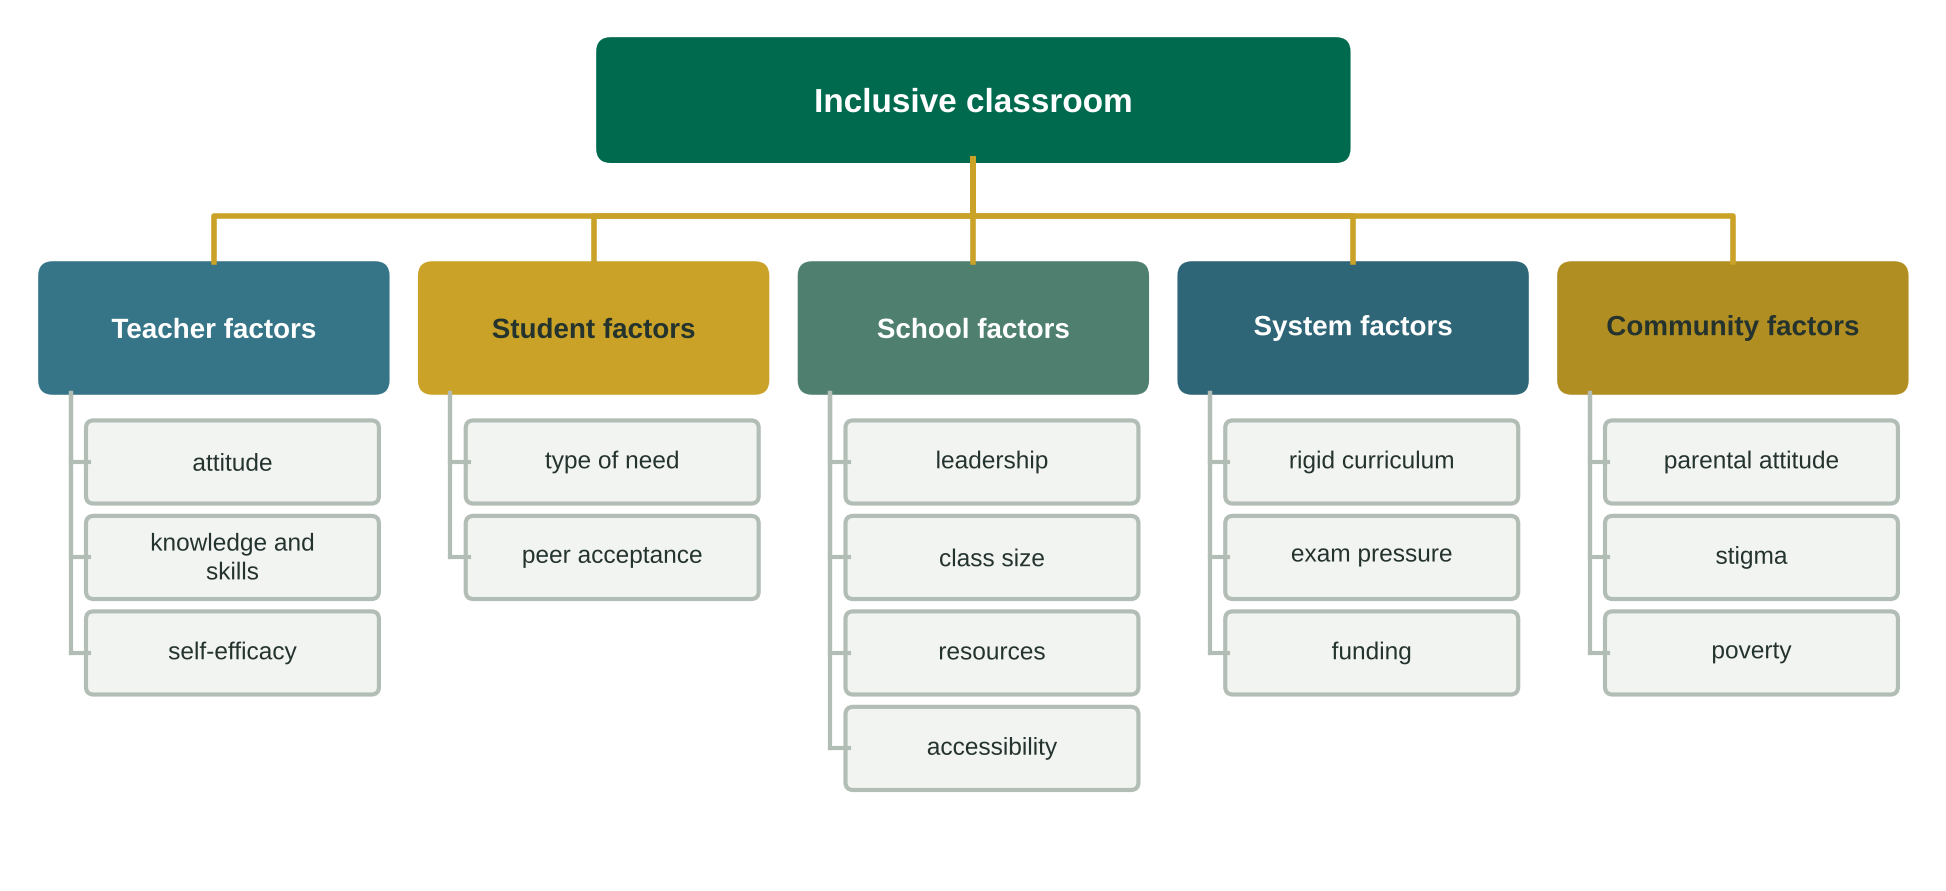 Inclusive classroom
Teacher factors
attitude
knowledge and
skills
self-efficacy
Student factors
type of need
peer acceptance
School factors
leadership
class size
resources
accessibility
System factors
rigid curriculum
exam pressure
funding
Community factors
parental attitude
stigma
poverty